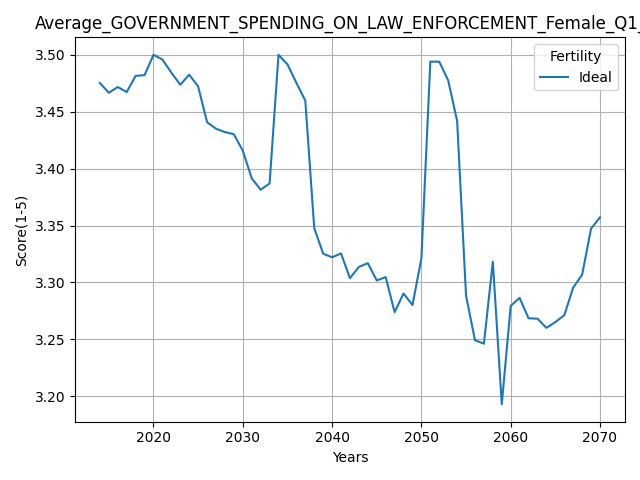 Average_GOVERNMENT_SPENDING_ON_LAW_ENFORCEMENT_Female_Q1_
Fertility
Ideal
Score(1-5)
3.50
3.45
3.40
3.35
3.30
3.25
3.20
2020 2030 2040 2050 2060 2070
Years